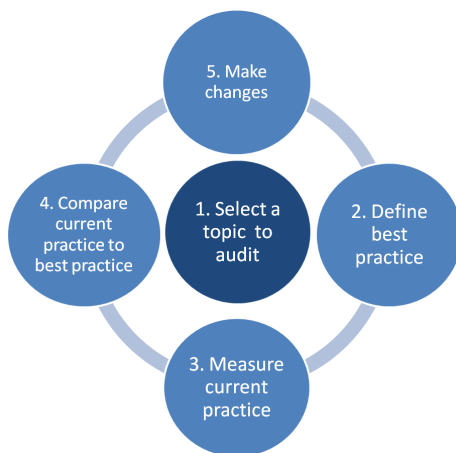 1. Select a
topic to
audit
2. Define
best
practice
3. Measure
current
practice
4. Compare
current
practice to
best practice
5. Make
changes